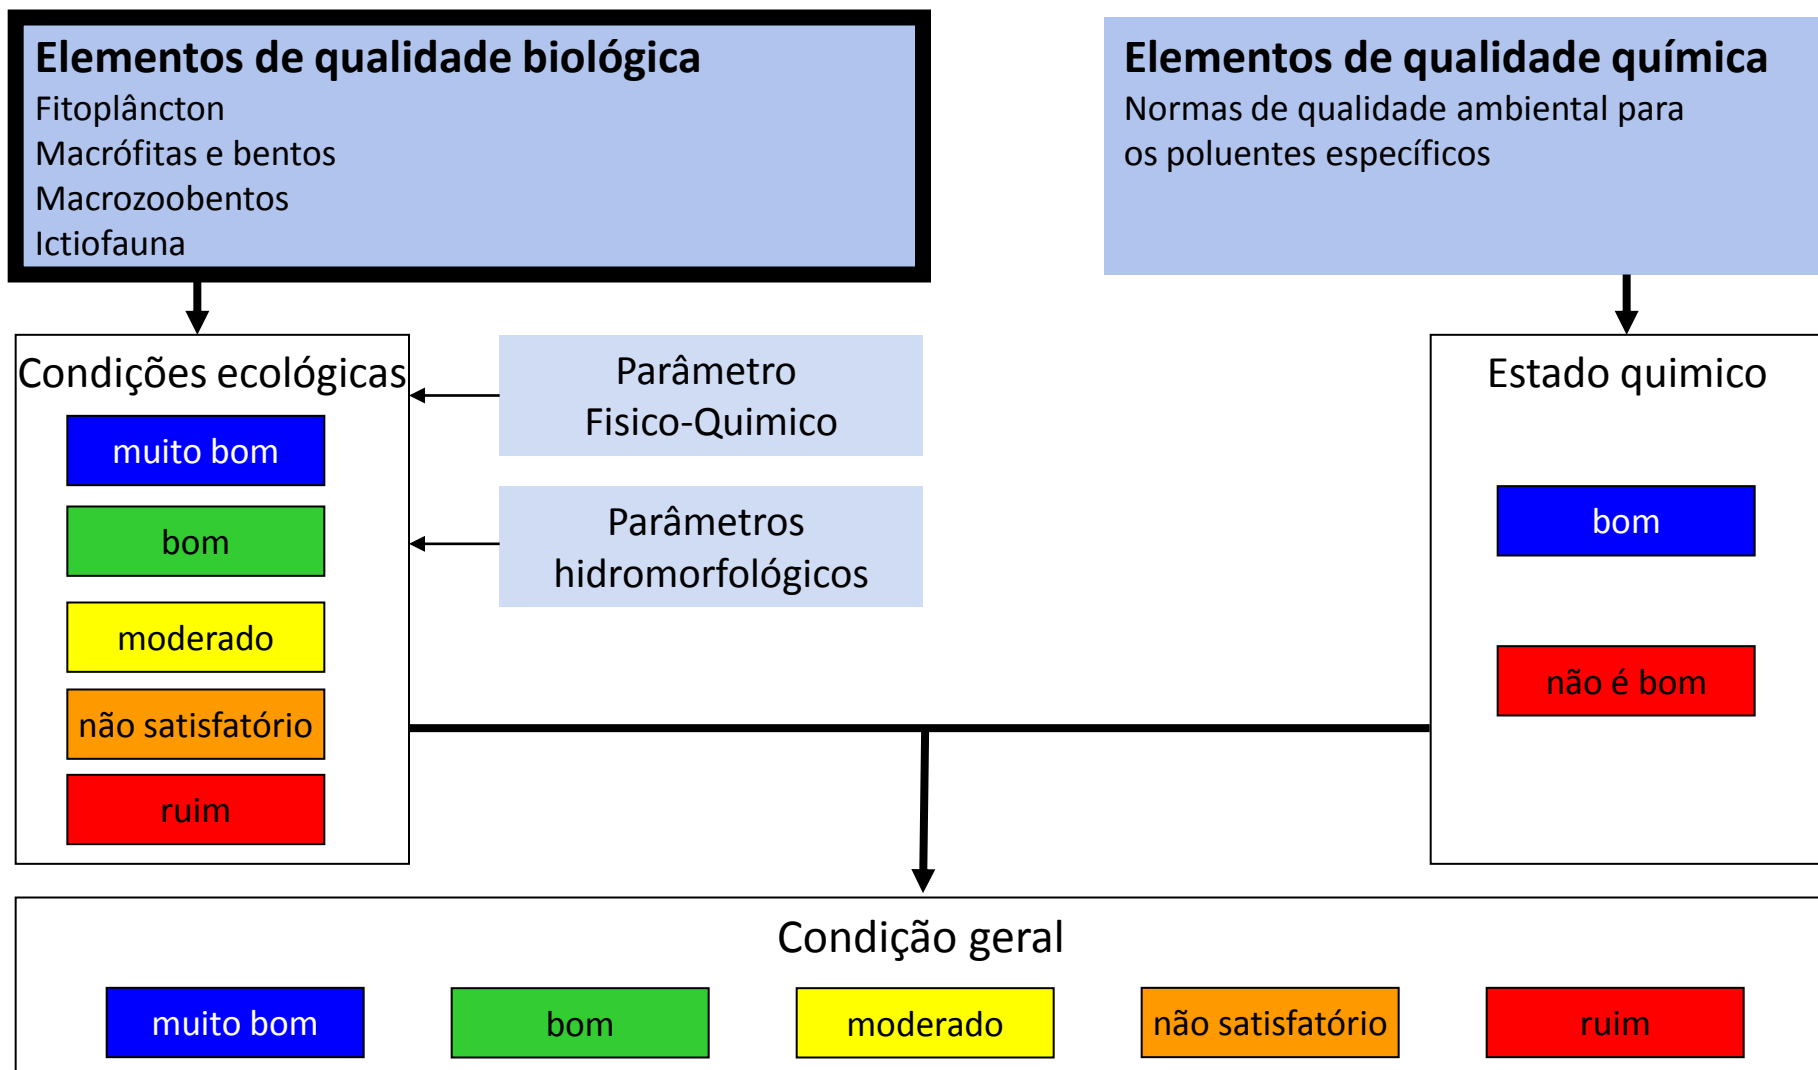 Elementos de qualidade biológica
Fitoplâncton
Macrófitas e bentos
Macrozoobentos
Ictiofauna
Elementos de qualidade química
Normas de qualidade ambiental para
os poluentes específicos
Condições ecológicas
muito bom
bom
moderado
não satisfatório
ruim
Parâmetro
Fisico-Quimico
Parâmetros
hidromorfológicos
Estado quimico
bom
não é bom
Condição geral
muito bom
bom
moderado
não satisfatório
ruim